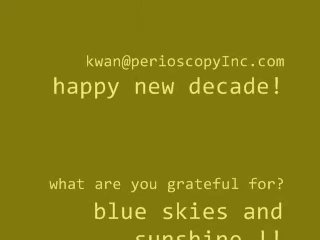 kwan@perioscopyInc.com
happy new decade!
what are you grateful for?
blue skies and
sunshine !!